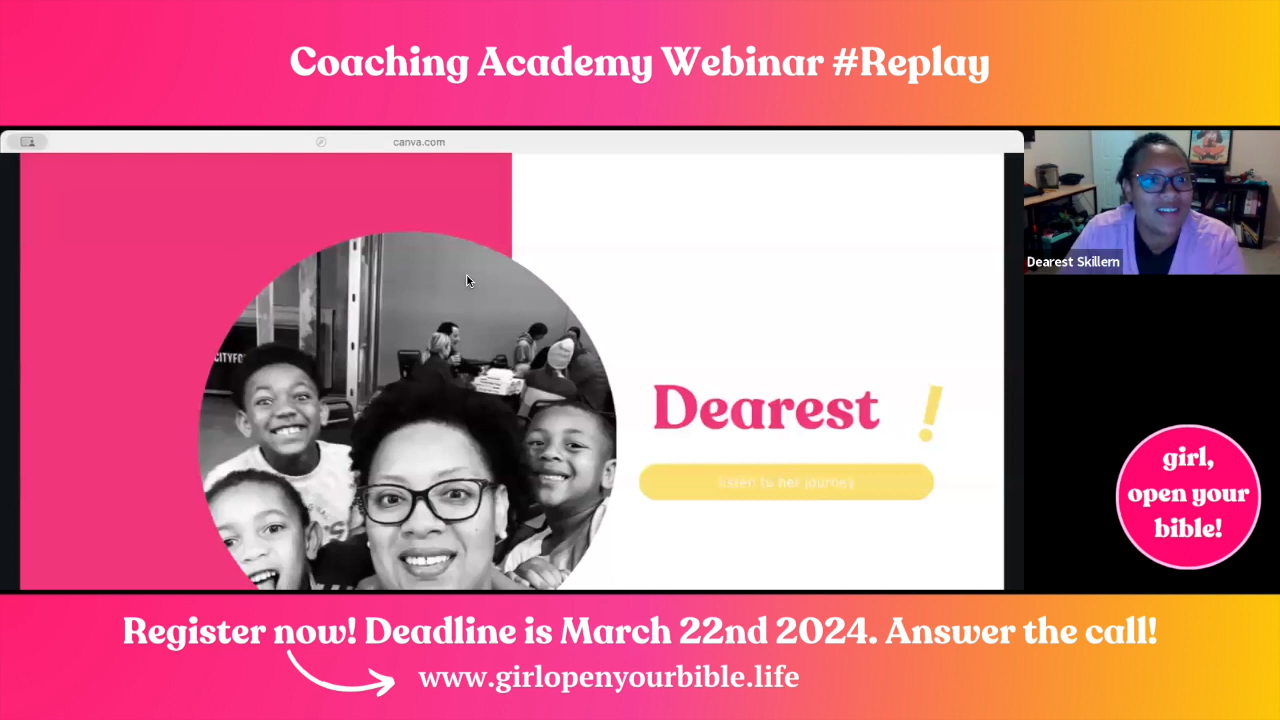 Coaching Academy Webinar #Replay
canva.com
Dearest Skillern
CITYFO
Dearest !
listen to her journey
girl,
open your
bible!
Register now! Deadline is March 22nd 2024. Answer the call!
www.girlopenyourbible.life